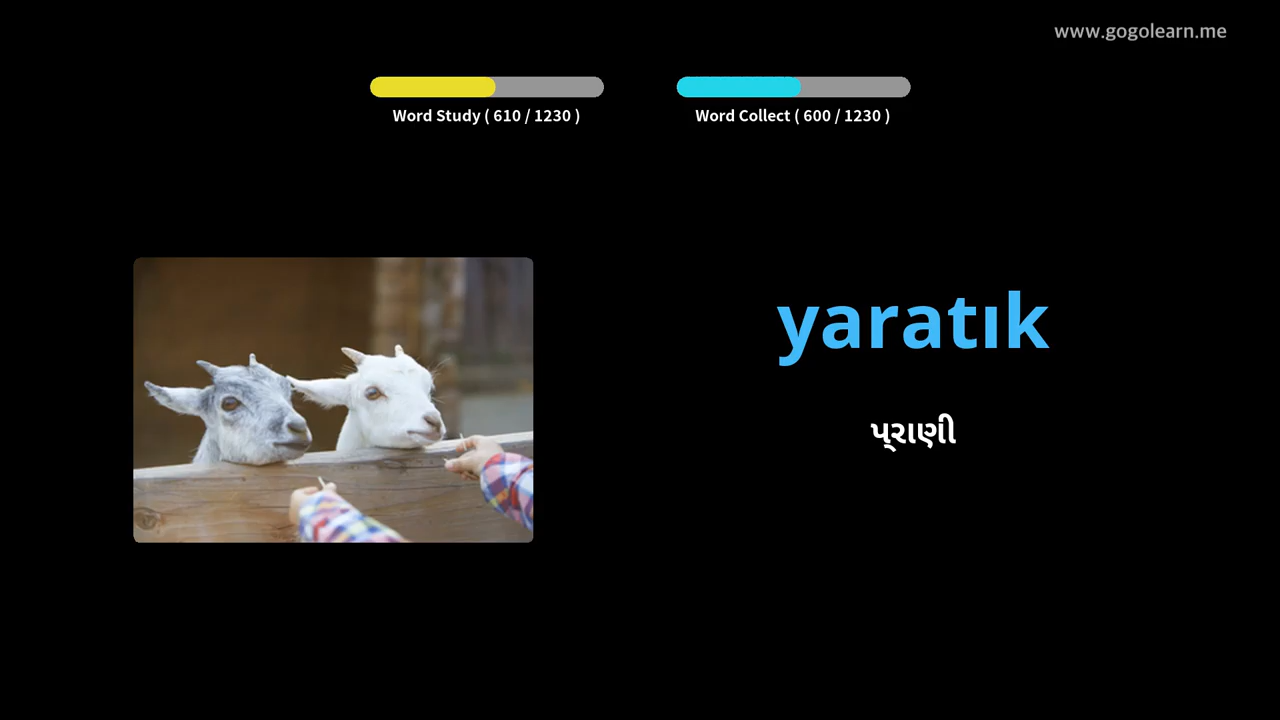 www.gogolearn.me
Word Study ( 610 / 1230 )
Word Collect ( 600 / 1230 )
yaratık
પ્રાણી